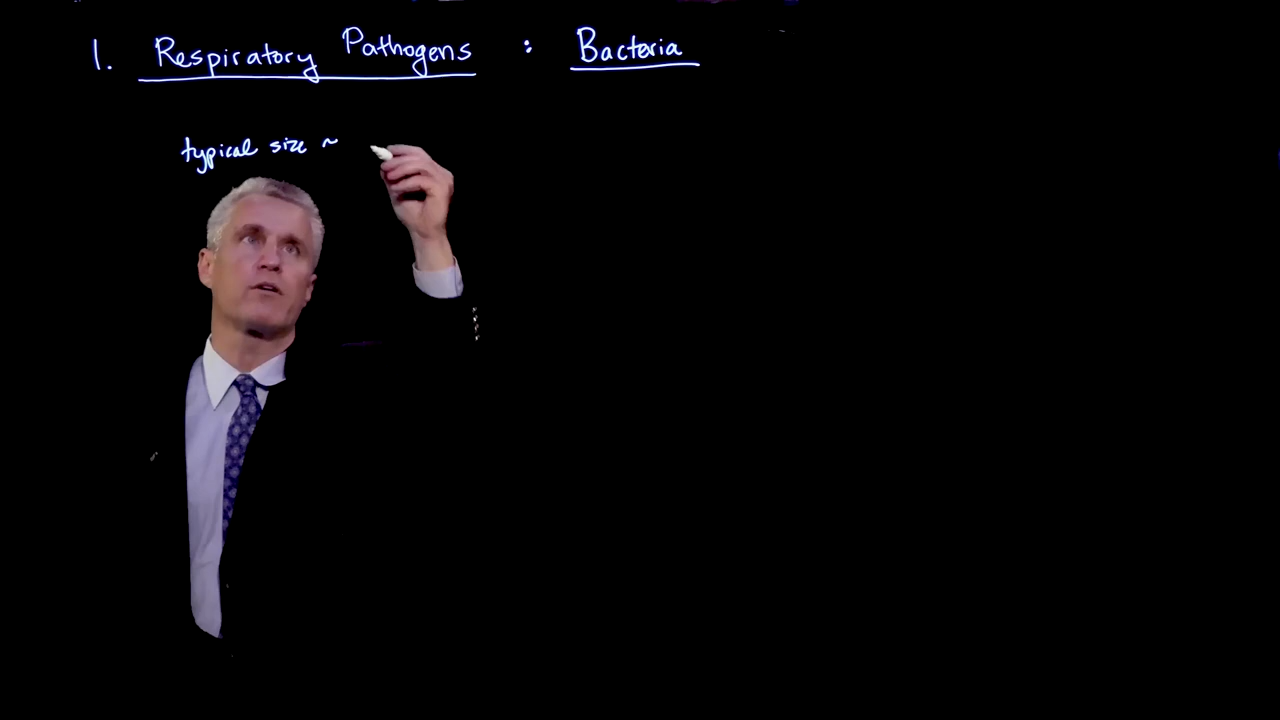 1. Respiratory Pathogens : Bacteria
typical size ~